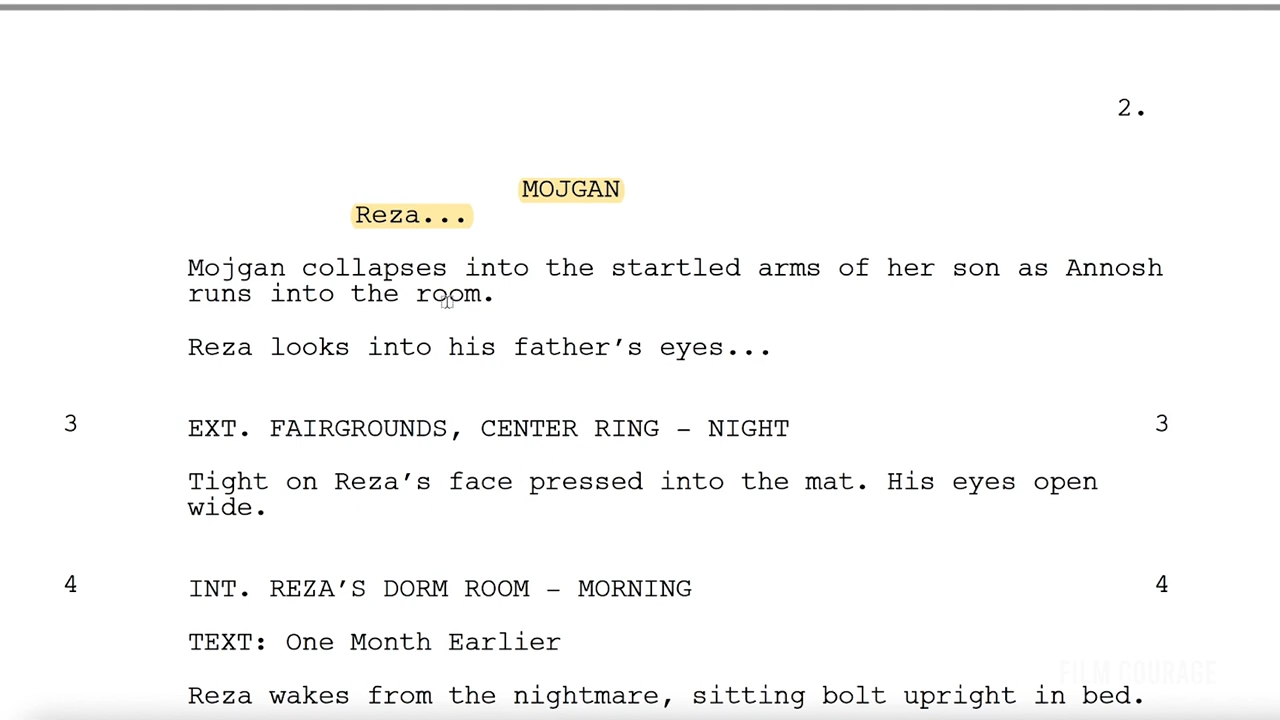 2.
MOJGAN
Reza...
Mojgan collapses into the startled arms of her son as Annosh
runs into the room.
Reza looks into his father’s eyes...
3 EXT. FAIRGROUNDS, CENTER RING – NIGHT 3
Tight on Reza’s face pressed into the mat. His eyes open
wide.
4 INT. REZA’S DORM ROOM – MORNING 4
TEXT: One Month Earlier
FILM COURAGE
Reza wakes from the nightmare, sitting bolt upright in bed.